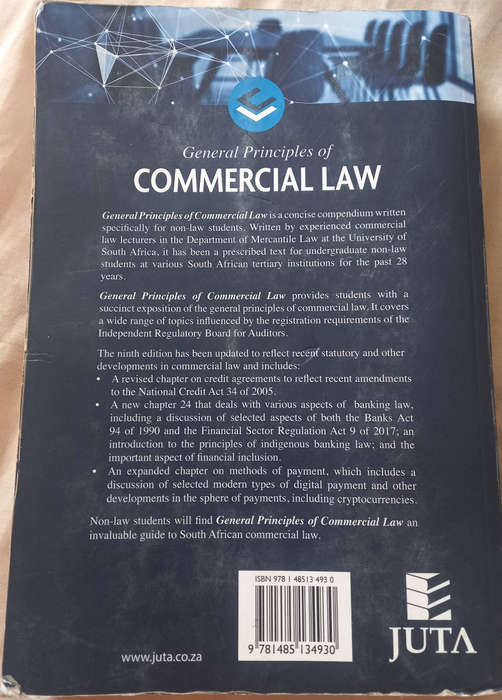 General Principles of
COMMERCIAL LAW
General Principles of Commercial Law is a concise compendium written
specifically for non-law students. Written by experienced commercial
law lecturers in the Department of Mercantile Law at the University of
South Africa, it has been a prescribed text for undergraduate non-law
students at various South African tertiary institutions for the past 28
years.
General Principles of Commercial Law provides students with a
succinct exposition of the general principles of commercial law. It covers
a wide range of topics influenced by the registration requirements of the
Independent Regulatory Board for Auditors.
The ninth edition has been updated to reflect recent statutory and other
developments in commercial law and includes:
• A revised chapter on credit agreements to reflect recent amendments
to the National Credit Act 34 of 2005.
• A new chapter 24 that deals with various aspects of banking law,
including a discussion of selected aspects of both the Banks Act
94 of 1990 and the Financial Sector Regulation Act 9 of 2017; an
introduction to the principles of indigenous banking law; and the
important aspect of financial inclusion.
• An expanded chapter on methods of payment, which includes a
discussion of selected modern types of digital payment and other
developments in the sphere of payments, including cryptocurrencies.
Non-law students will find General Principles of Commercial Law an
invaluable guide to South African commercial law.
ISBN 978 1 48513 493 0
9 781485 134930
www.juta.co.za
JUTA